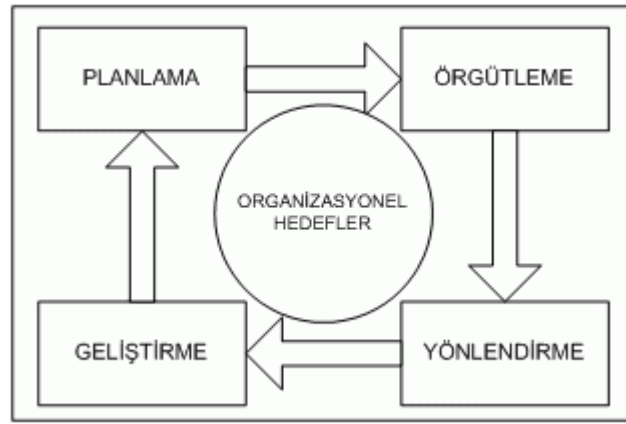 PLANLAMA
ÖRGÜTLEME
ORGANİZASYONEL
HEDEFLER
GELİŞTİRME
YÖNLENDİRME